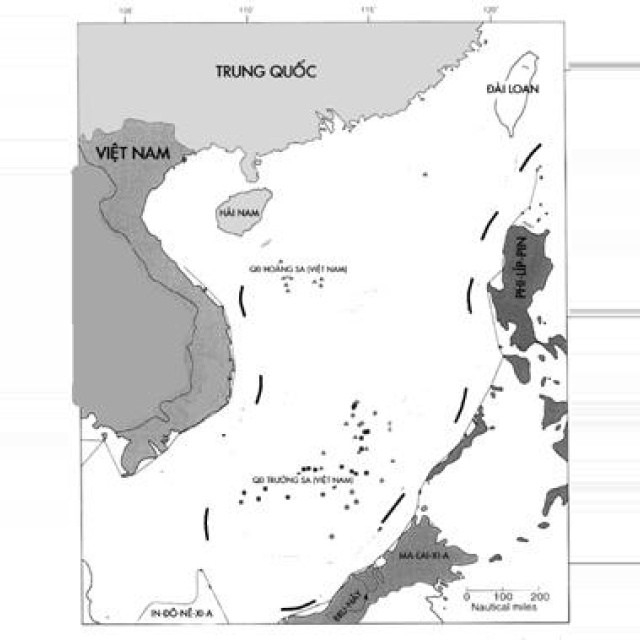 105° 110° 115° 120°
TRUNG QUỐC
ĐÀI LOAN
VIỆT NAM
HẢI NAM
QĐ HOÀNG SA (VIỆT NAM)
PHI-LÍP-PIN
QĐ TRƯỜNG SA (VIỆT NAM)
MA-LAI-XI-A
BRU-NÂY
IN-ĐÔ-NÊ-XI-A
0 100 200
Nautical miles